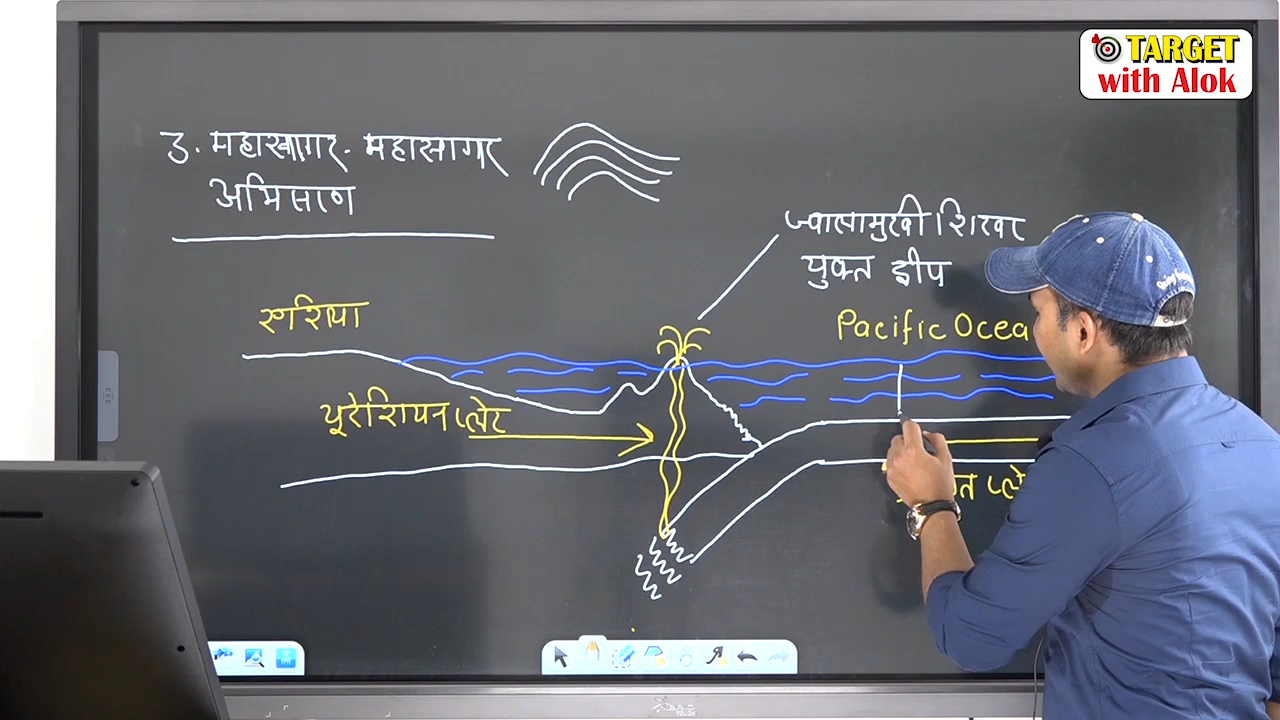 TARGET
with Alok
3. महासागर - महासागर
अभिसरण
ज्वालामुखी शिखर
युक्त द्वीप
रूशिया
Pacific Ocea
यूरेशियन प्लेट